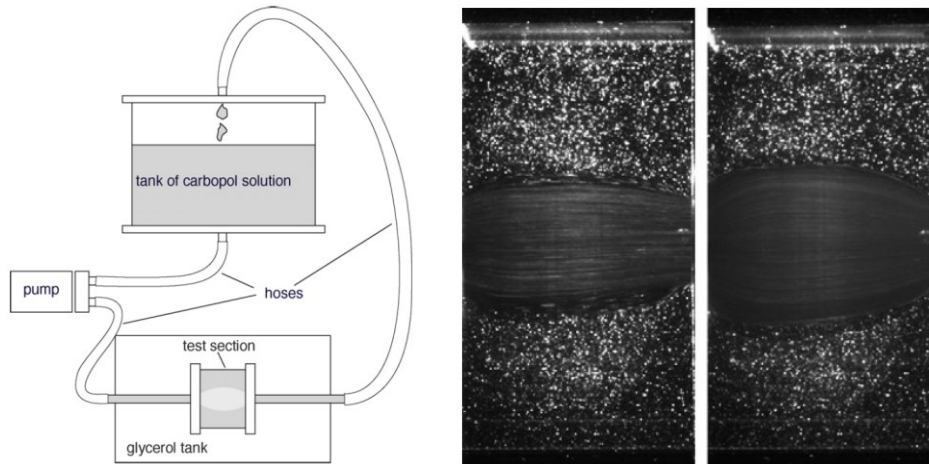 tank of carbopol solution
pump
hoses
test section
glycerol tank